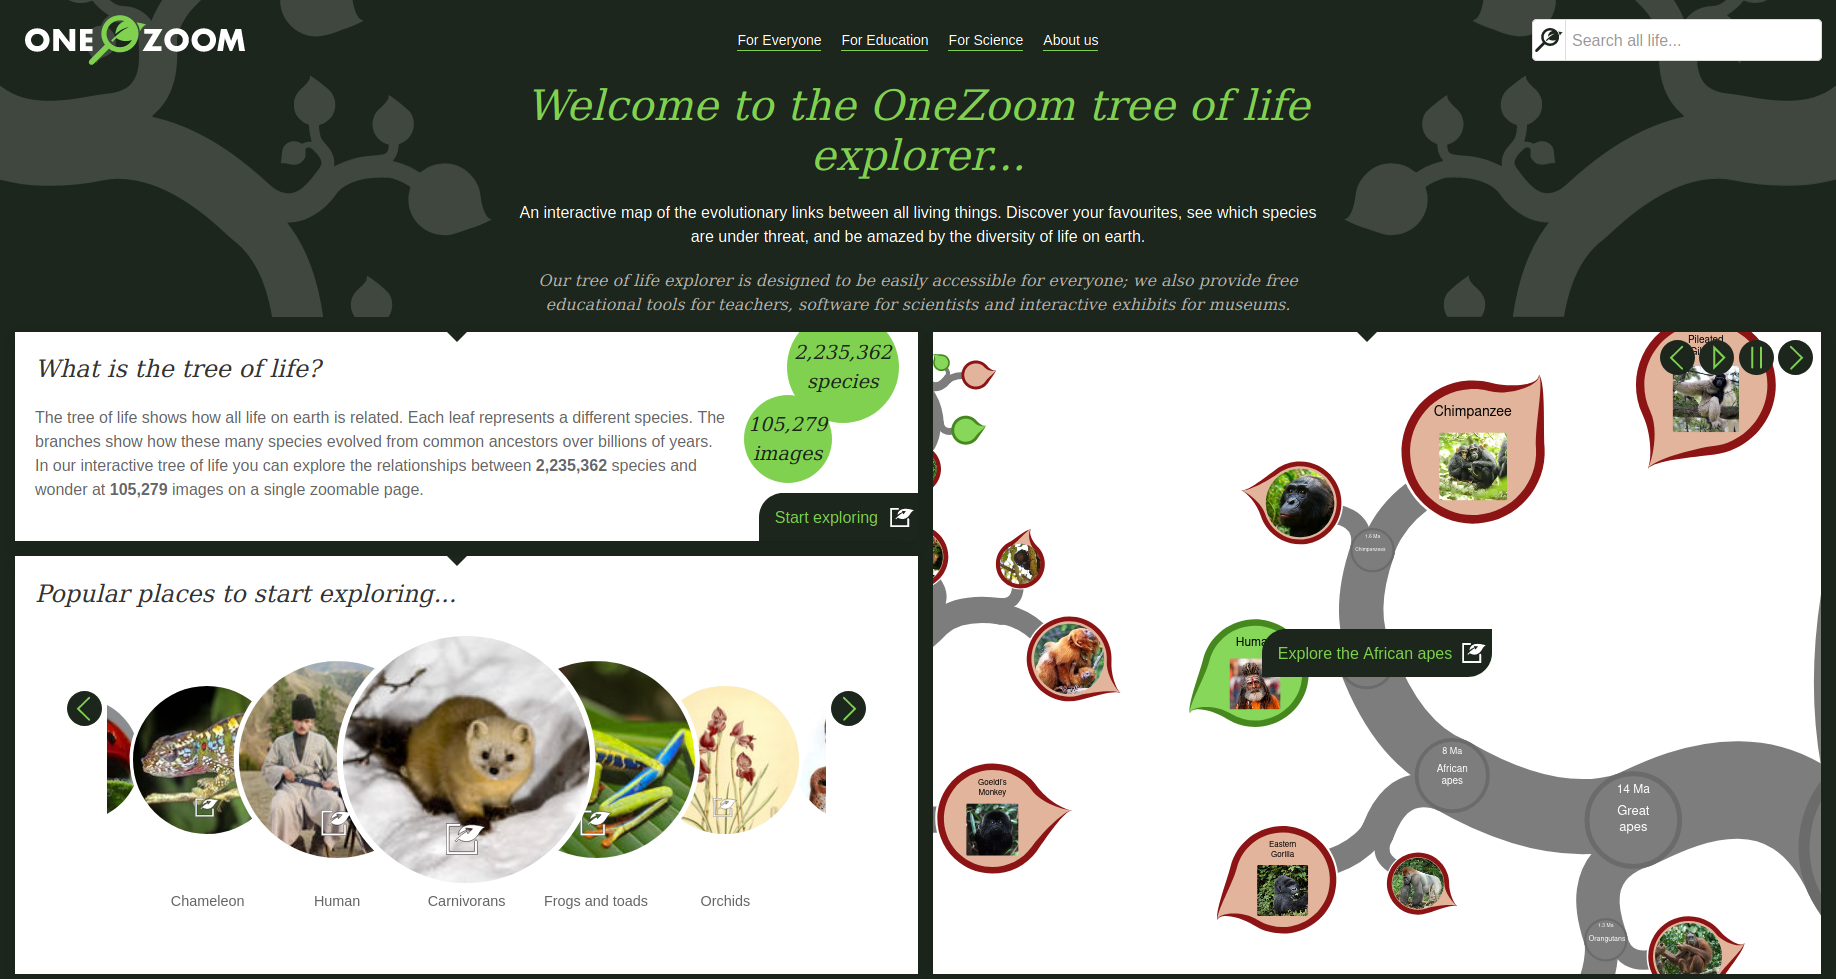 ONE ZOOM
For Everyone
For Education
For Science
About us
Search all life...
Welcome to the OneZoom tree of life
explorer...
An interactive map of the evolutionary links between all living things. Discover your favourites, see which species
are under threat, and be amazed by the diversity of life on earth.
Our tree of life explorer is designed to be easily accessible for everyone; we also provide free
educational tools for teachers, software for scientists and interactive exhibits for museums.
What is the tree of life?
2,235,362
species
105,279
images
The tree of life shows how all life on earth is related. Each leaf represents a different species. The
branches show how these many species evolved from common ancestors over billions of years.
In our interactive tree of life you can explore the relationships between 2,235,362 species and
wonder at 105,279 images on a single zoomable page.
Start exploring
Popular places to start exploring...
Chameleon
Human
Carnivorans
Frogs and toads
Orchids
Pileated
Chimpanzee
1.6 Ma
Chimpanzees
Explore the African apes
8 Ma
African
apes
14 Ma
Great
apes
Goeldi's
Monkey
Eastern
Gorilla
1.3 Ma
Orangutans